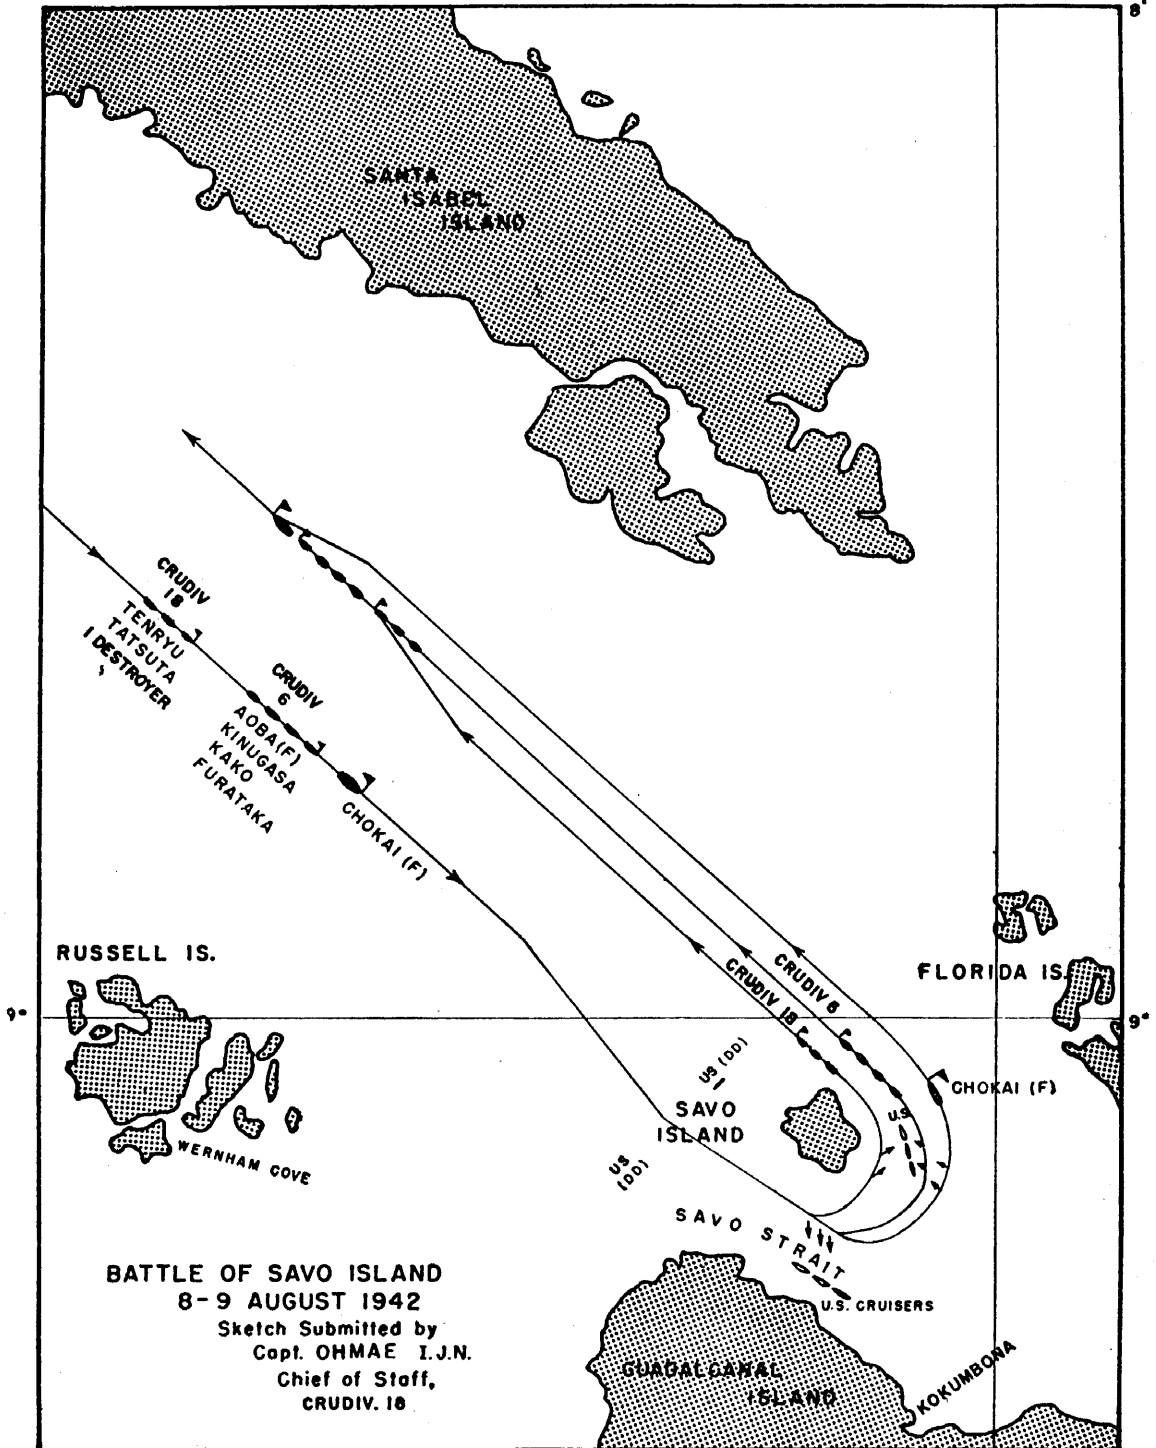 8°
SANTA
ISABEL
ISLAND
CRUDIV
18
TENRYU
TATSUTA
1 DESTROYER
CRUDIV
6
AOBA(F)
KINUGASA
KAKO
FURATAKA
CHOKAI (F)
RUSSELL IS.
FLORIDA IS.
9°
9°
CRUDIV 6
CRUDIV 18
CHOKAI (F)
US (DD)
SAVO
ISLAND
U.S.
WERNHAM COVE
US
(DD)
SAVO STRAIT
U.S. CRUISERS
BATTLE OF SAVO ISLAND
8-9 AUGUST 1942
Sketch Submitted by
Capt. OHMAE I.J.N.
Chief of Staff,
CRUDIV. 18
GUADALCANAL
ISLAND
KOKUMBONA